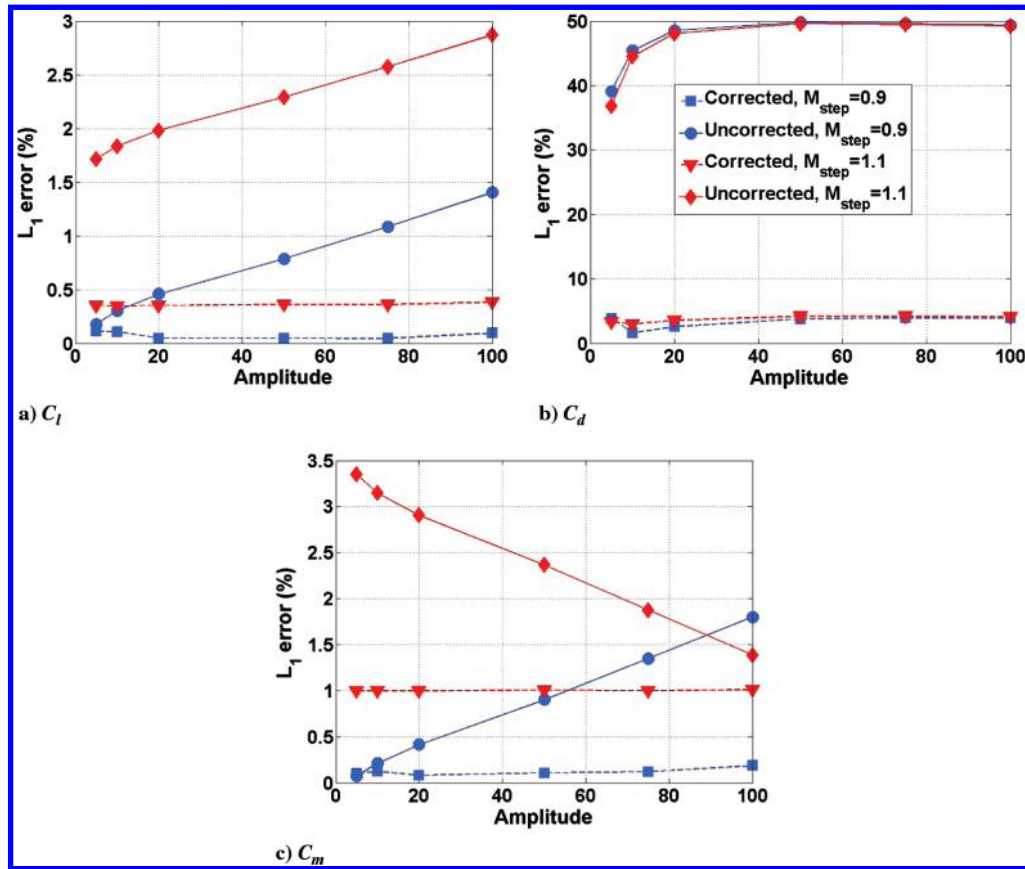 3
2.5
2
1.5
1
0.5
0
L1 error (%)
0 20 40 60 80 100
Amplitude
a) Cl
50
40
30
20
10
0
L1 error (%)
Corrected, Mstep=0.9
Uncorrected, Mstep=0.9
Corrected, Mstep=1.1
Uncorrected, Mstep=1.1
0 20 40 60 80 100
Amplitude
b) Cd
3.5
3
2.5
2
1.5
1
0.5
0
L1 error (%)
0 20 40 60 80 100
Amplitude
c) Cm